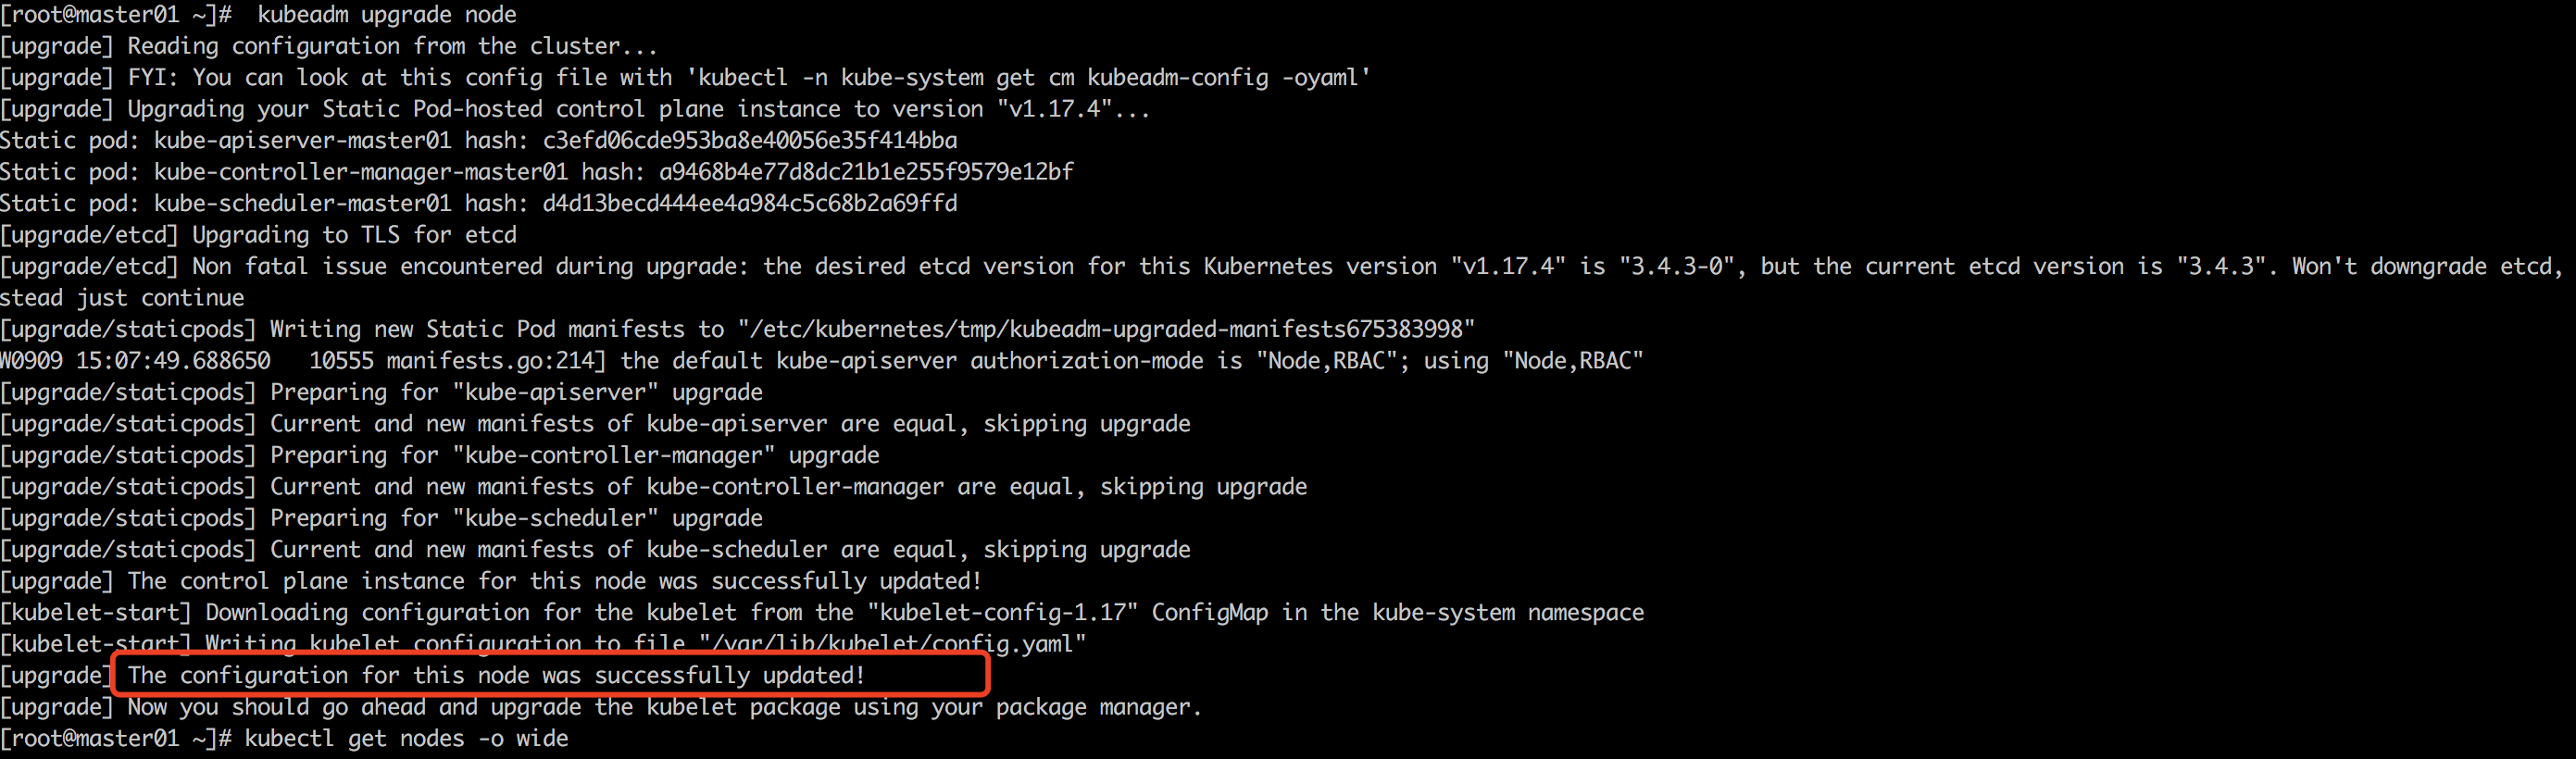 [root@master01 ~]#  kubeadm upgrade node
[upgrade] Reading configuration from the cluster...
[upgrade] FYI: You can look at this config file with 'kubectl -n kube-system get cm kubeadm-config -oyaml'
[upgrade] Upgrading your Static Pod-hosted control plane instance to version "v1.17.4"...
Static pod: kube-apiserver-master01 hash: c3efd06cde953ba8e40056e35f414bba
Static pod: kube-controller-manager-master01 hash: a9468b4e77d8dc21b1e255f9579e12bf
Static pod: kube-scheduler-master01 hash: d4d13becd444ee4a984c5c68b2a69ffd
[upgrade/etcd] Upgrading to TLS for etcd
[upgrade/etcd] Non fatal issue encountered during upgrade: the desired etcd version for this Kubernetes version "v1.17.4" is "3.4.3-0", but the current etcd version is "3.4.3". Won't downgrade etcd,
stead just continue
[upgrade/staticpods] Writing new Static Pod manifests to "/etc/kubernetes/tmp/kubeadm-upgraded-manifests675383998"
W0909 15:07:49.688650   10555 manifests.go:214] the default kube-apiserver authorization-mode is "Node,RBAC"; using "Node,RBAC"
[upgrade/staticpods] Preparing for "kube-apiserver" upgrade
[upgrade/staticpods] Current and new manifests of kube-apiserver are equal, skipping upgrade
[upgrade/staticpods] Preparing for "kube-controller-manager" upgrade
[upgrade/staticpods] Current and new manifests of kube-controller-manager are equal, skipping upgrade
[upgrade/staticpods] Preparing for "kube-scheduler" upgrade
[upgrade/staticpods] Current and new manifests of kube-scheduler are equal, skipping upgrade
[upgrade] The control plane instance for this node was successfully updated!
[kubelet-start] Downloading configuration for the kubelet from the "kubelet-config-1.17" ConfigMap in the kube-system namespace
[kubelet-start] Writing kubelet configuration to file "/var/lib/kubelet/config.yaml"
[upgrade] The configuration for this node was successfully updated!
[upgrade] Now you should go ahead and upgrade the kubelet package using your package manager.
[root@master01 ~]# kubectl get nodes -o wide